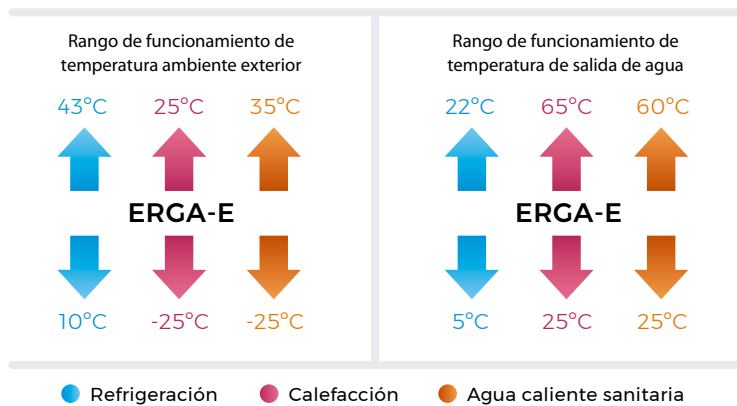 Rango de funcionamiento de
temperatura ambiente exterior
43°C 25°C 35°C
ERGA-E
10°C -25°C -25°C
Rango de funcionamiento de
temperatura de salida de agua
22°C 65°C 60°C
ERGA-E
5°C 25°C 25°C
Refrigeración Calefacción Agua caliente sanitaria